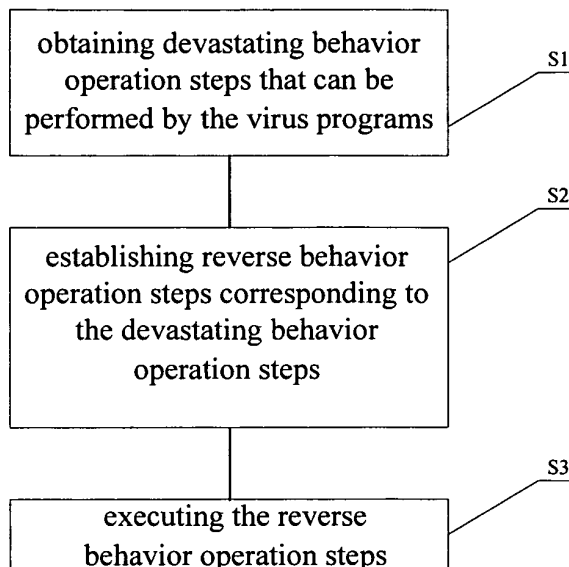 obtaining devastating behavior
operation steps that can be
performed by the virus programs
S1
S2
establishing reverse behavior
operation steps corresponding to
the devastating behavior
operation steps
S3
executing the reverse
behavior operation steps